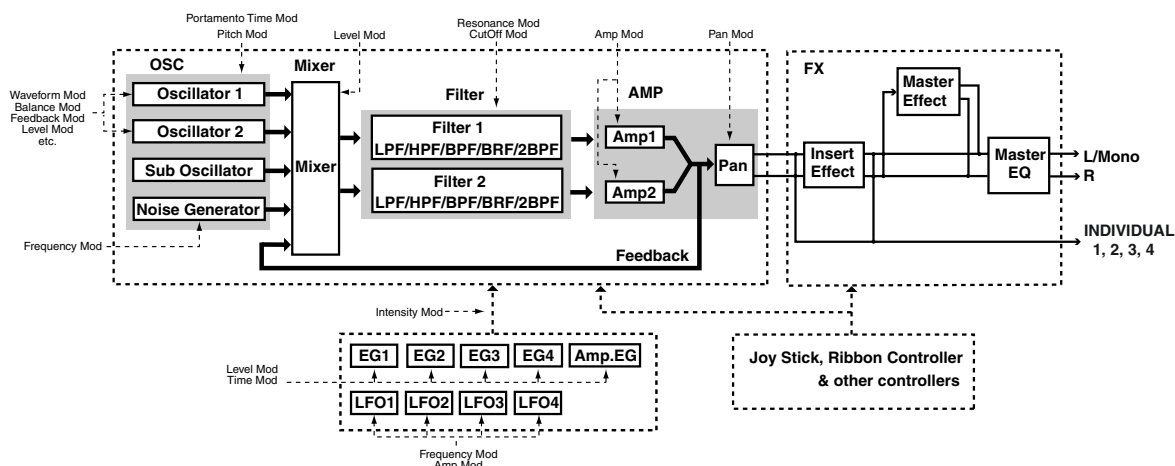 Portamento Time Mod
Pitch Mod
Level Mod
Resonance Mod
CutOff Mod
Amp Mod
Pan Mod
OSC
Mixer
Filter
AMP
FX
Waveform Mod
Balance Mod
Feedback Mod
Level Mod
etc.
Oscillator 1
Oscillator 2
Sub Oscillator
Noise Generator
Frequency Mod
Mixer
Filter 1
LPF/HPF/BPF/BRF/2BPF
Filter 2
LPF/HPF/BPF/BRF/2BPF
Amp1
Amp2
Pan
Feedback
Insert
Effect
Master
Effect
Master
EQ
L/Mono
R
INDIVIDUAL
1, 2, 3, 4
Intensity Mod
EG1
EG2
EG3
EG4
Amp.EG
Level Mod
Time Mod
LFO1
LFO2
LFO3
LFO4
Frequency Mod
Amp Mod
Joy Stick, Ribbon Controller
& other controllers